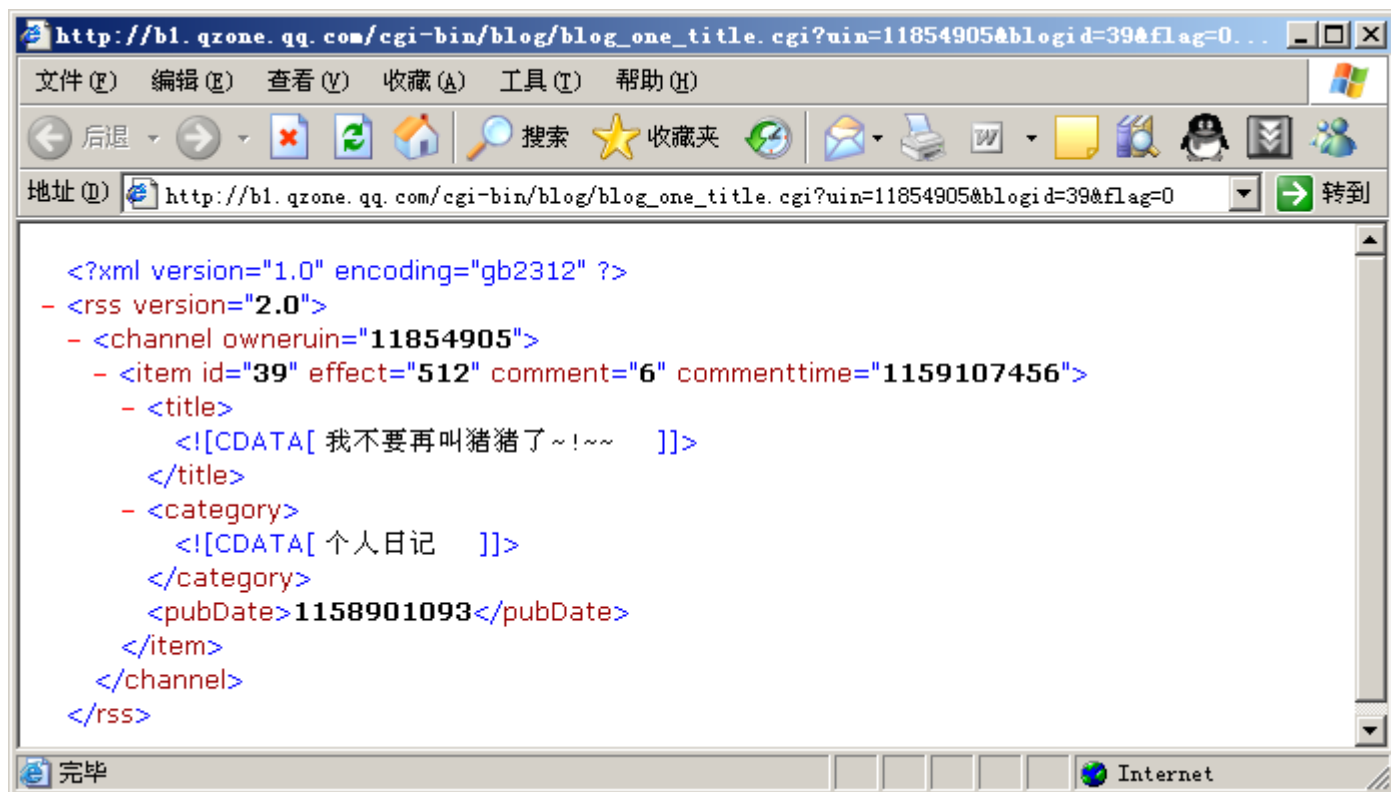 http://b1.qzone.qq.com/cgi-bin/blog/blog_one_title.cgi?uin=11854905&blogid=39&flag=0...
文件(F) 编辑(E) 查看(V) 收藏(A) 工具(T) 帮助(H)
后退 搜索 收藏夹
地址(D) http://b1.qzone.qq.com/cgi-bin/blog/blog_one_title.cgi?uin=11854905&blogid=39&flag=0 转到
<?xml version="1.0" encoding="gb2312" ?>
- <rss version="2.0">
- <channel owneruin="11854905">
- <item id="39" effect="512" comment="6" commenttime="1159107456">
- <title>
<![CDATA[ 我不要再叫猪猪了~!~~ ]]>
</title>
- <category>
<![CDATA[ 个人日记 ]]>
</category>
<pubDate>1158901093</pubDate>
</item>
</channel>
</rss>
完毕 Internet